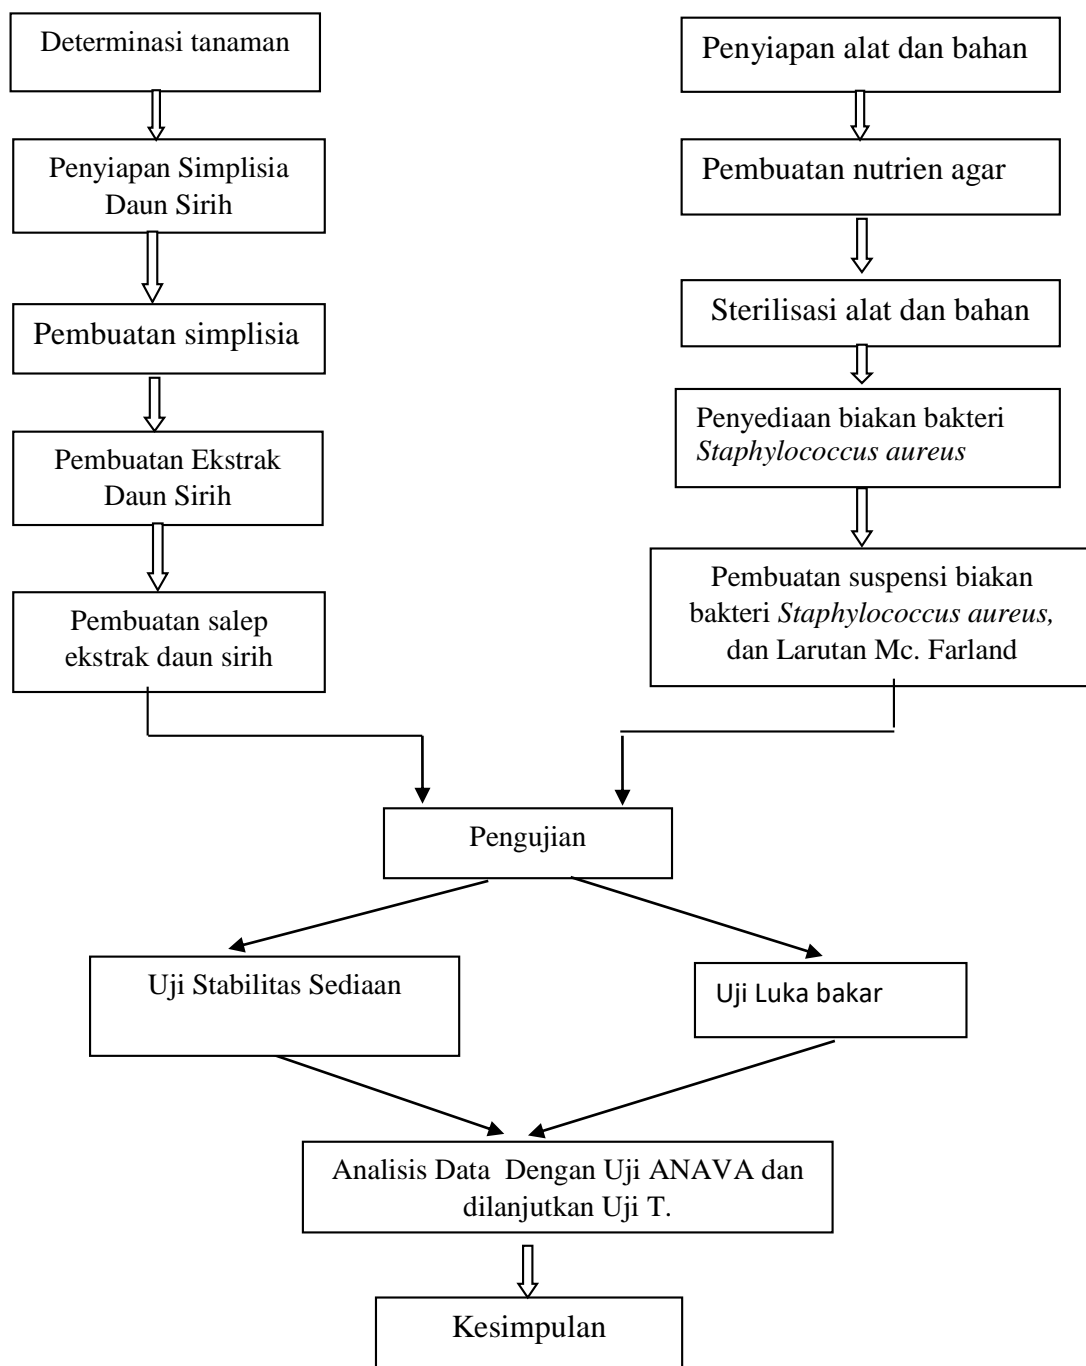 Determinasi tanaman
Penyiapan Simplisia
Daun Sirih
Pembuatan simplisia
Pembuatan Ekstrak
Daun Sirih
Pembuatan salep
ekstrak daun sirih
Penyiapan alat dan bahan
Pembuatan nutrien agar
Sterilisasi alat dan bahan
Penyediaan biakan bakteri
Staphylococcus aureus
Pembuatan suspensi biakan
bakteri Staphylococcus aureus,
dan Larutan Mc. Farland
Pengujian
Uji Stabilitas Sediaan
Uji Luka bakar
Analisis Data  Dengan Uji ANAVA dan
dilanjutkan Uji T.
Kesimpulan